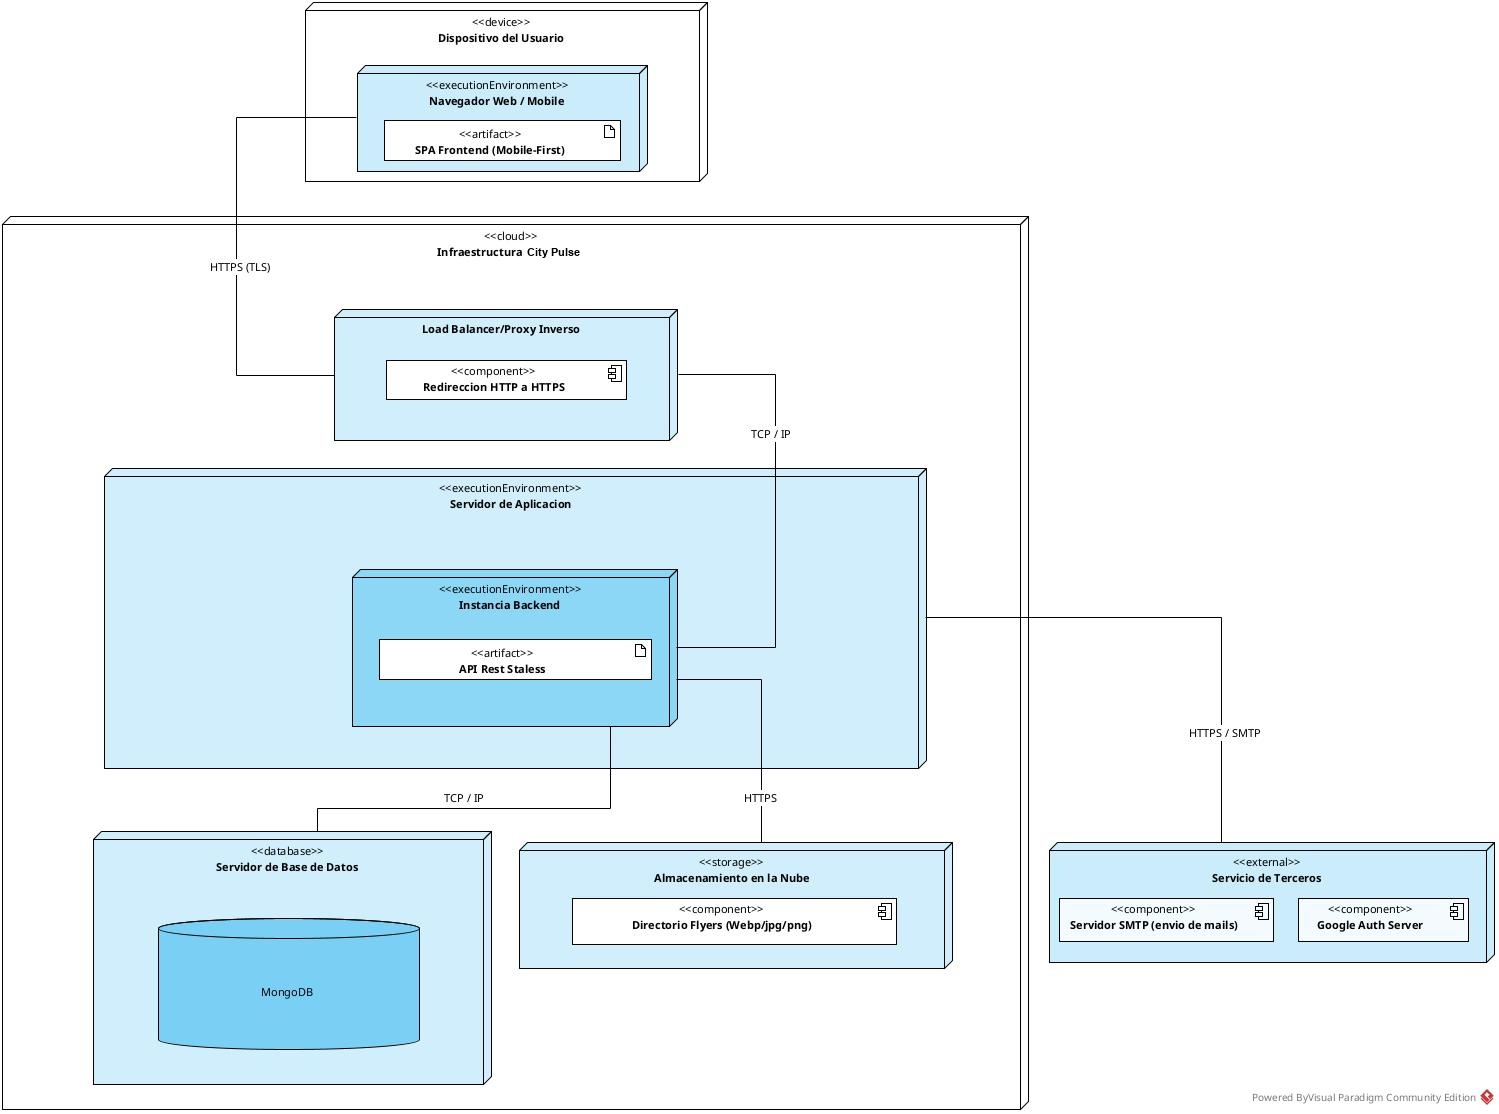 <<device>>
Dispositivo del Usuario
<<executionEnvironment>>
Navegador Web / Mobile
<<artifact>>
SPA Frontend (Mobile-First)
<<cloud>>
Infraestructura City Pulse
HTTPS (TLS)
Load Balancer/Proxy Inverso
<<component>>
Redireccion HTTP a HTTPS
TCP / IP
<<executionEnvironment>>
Servidor de Aplicacion
<<executionEnvironment>>
Instancia Backend
<<artifact>>
API Rest Staless
HTTPS / SMTP
TCP / IP
HTTPS
<<database>>
Servidor de Base de Datos
MongoDB
<<storage>>
Almacenamiento en la Nube
<<component>>
Directorio Flyers (Webp/jpg/png)
<<external>>
Servicio de Terceros
<<component>>
Servidor SMTP (envio de mails)
<<component>>
Google Auth Server
Powered ByVisual Paradigm Community Edition